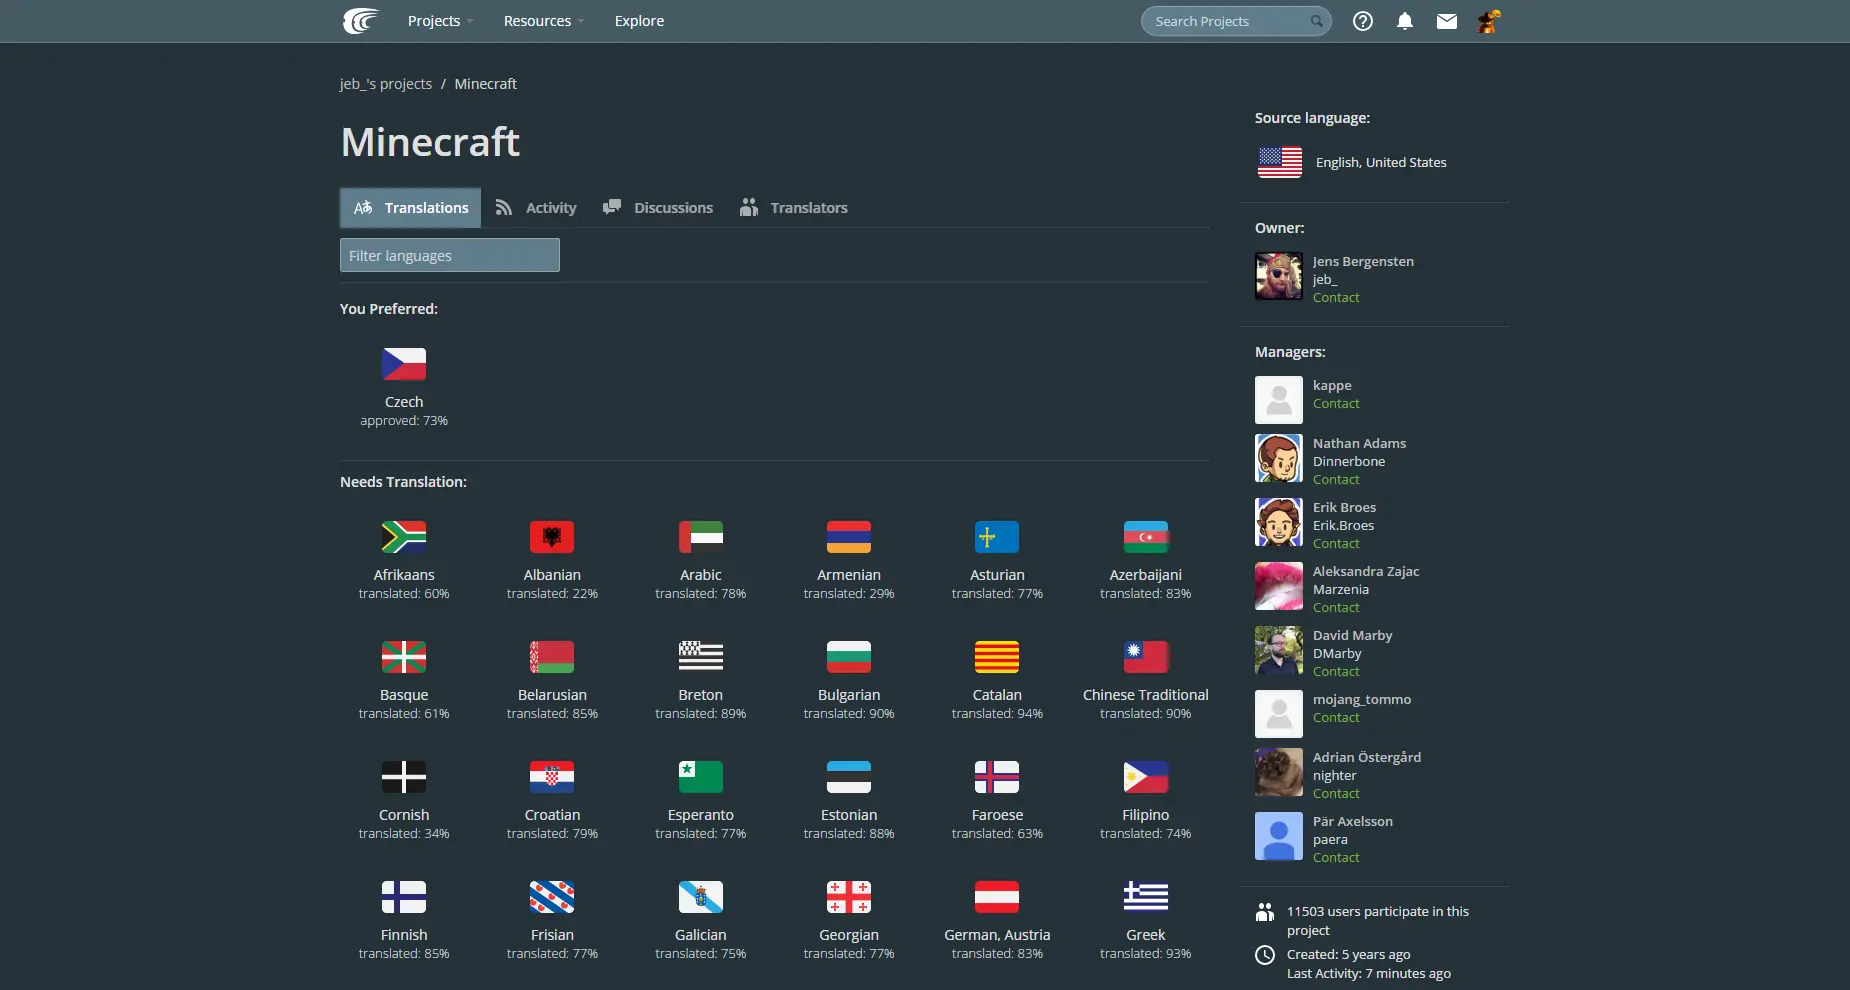 Projects
Resources
Explore
Search Projects
jeb_'s projects / Minecraft
Minecraft
Translations
Activity
Discussions
Translators
Filter languages
You Preferred:
Czech
approved: 73%
Needs Translation:
Afrikaans
translated: 60%
Albanian
translated: 22%
Arabic
translated: 78%
Armenian
translated: 29%
Asturian
translated: 77%
Azerbaijani
translated: 83%
Basque
translated: 61%
Belarusian
translated: 85%
Breton
translated: 89%
Bulgarian
translated: 90%
Catalan
translated: 94%
Chinese Traditional
translated: 90%
Cornish
translated: 34%
Croatian
translated: 79%
Esperanto
translated: 77%
Estonian
translated: 88%
Faroese
translated: 63%
Filipino
translated: 74%
Finnish
translated: 85%
Frisian
translated: 77%
Galician
translated: 75%
Georgian
translated: 77%
German, Austria
translated: 83%
Greek
translated: 93%
Source language:
English, United States
Owner:
Jens Bergensten
jeb_
Contact
Managers:
kappe
Contact
Nathan Adams
Dinnerbone
Contact
Erik Broes
Erik.Broes
Contact
Aleksandra Zajac
Marzenia
Contact
David Marby
DMarby
Contact
mojang_tommo
Contact
Adrian Östergård
nighter
Contact
Pär Axelsson
paera
Contact
11503 users participate in this
project
Created: 5 years ago
Last Activity: 7 minutes ago